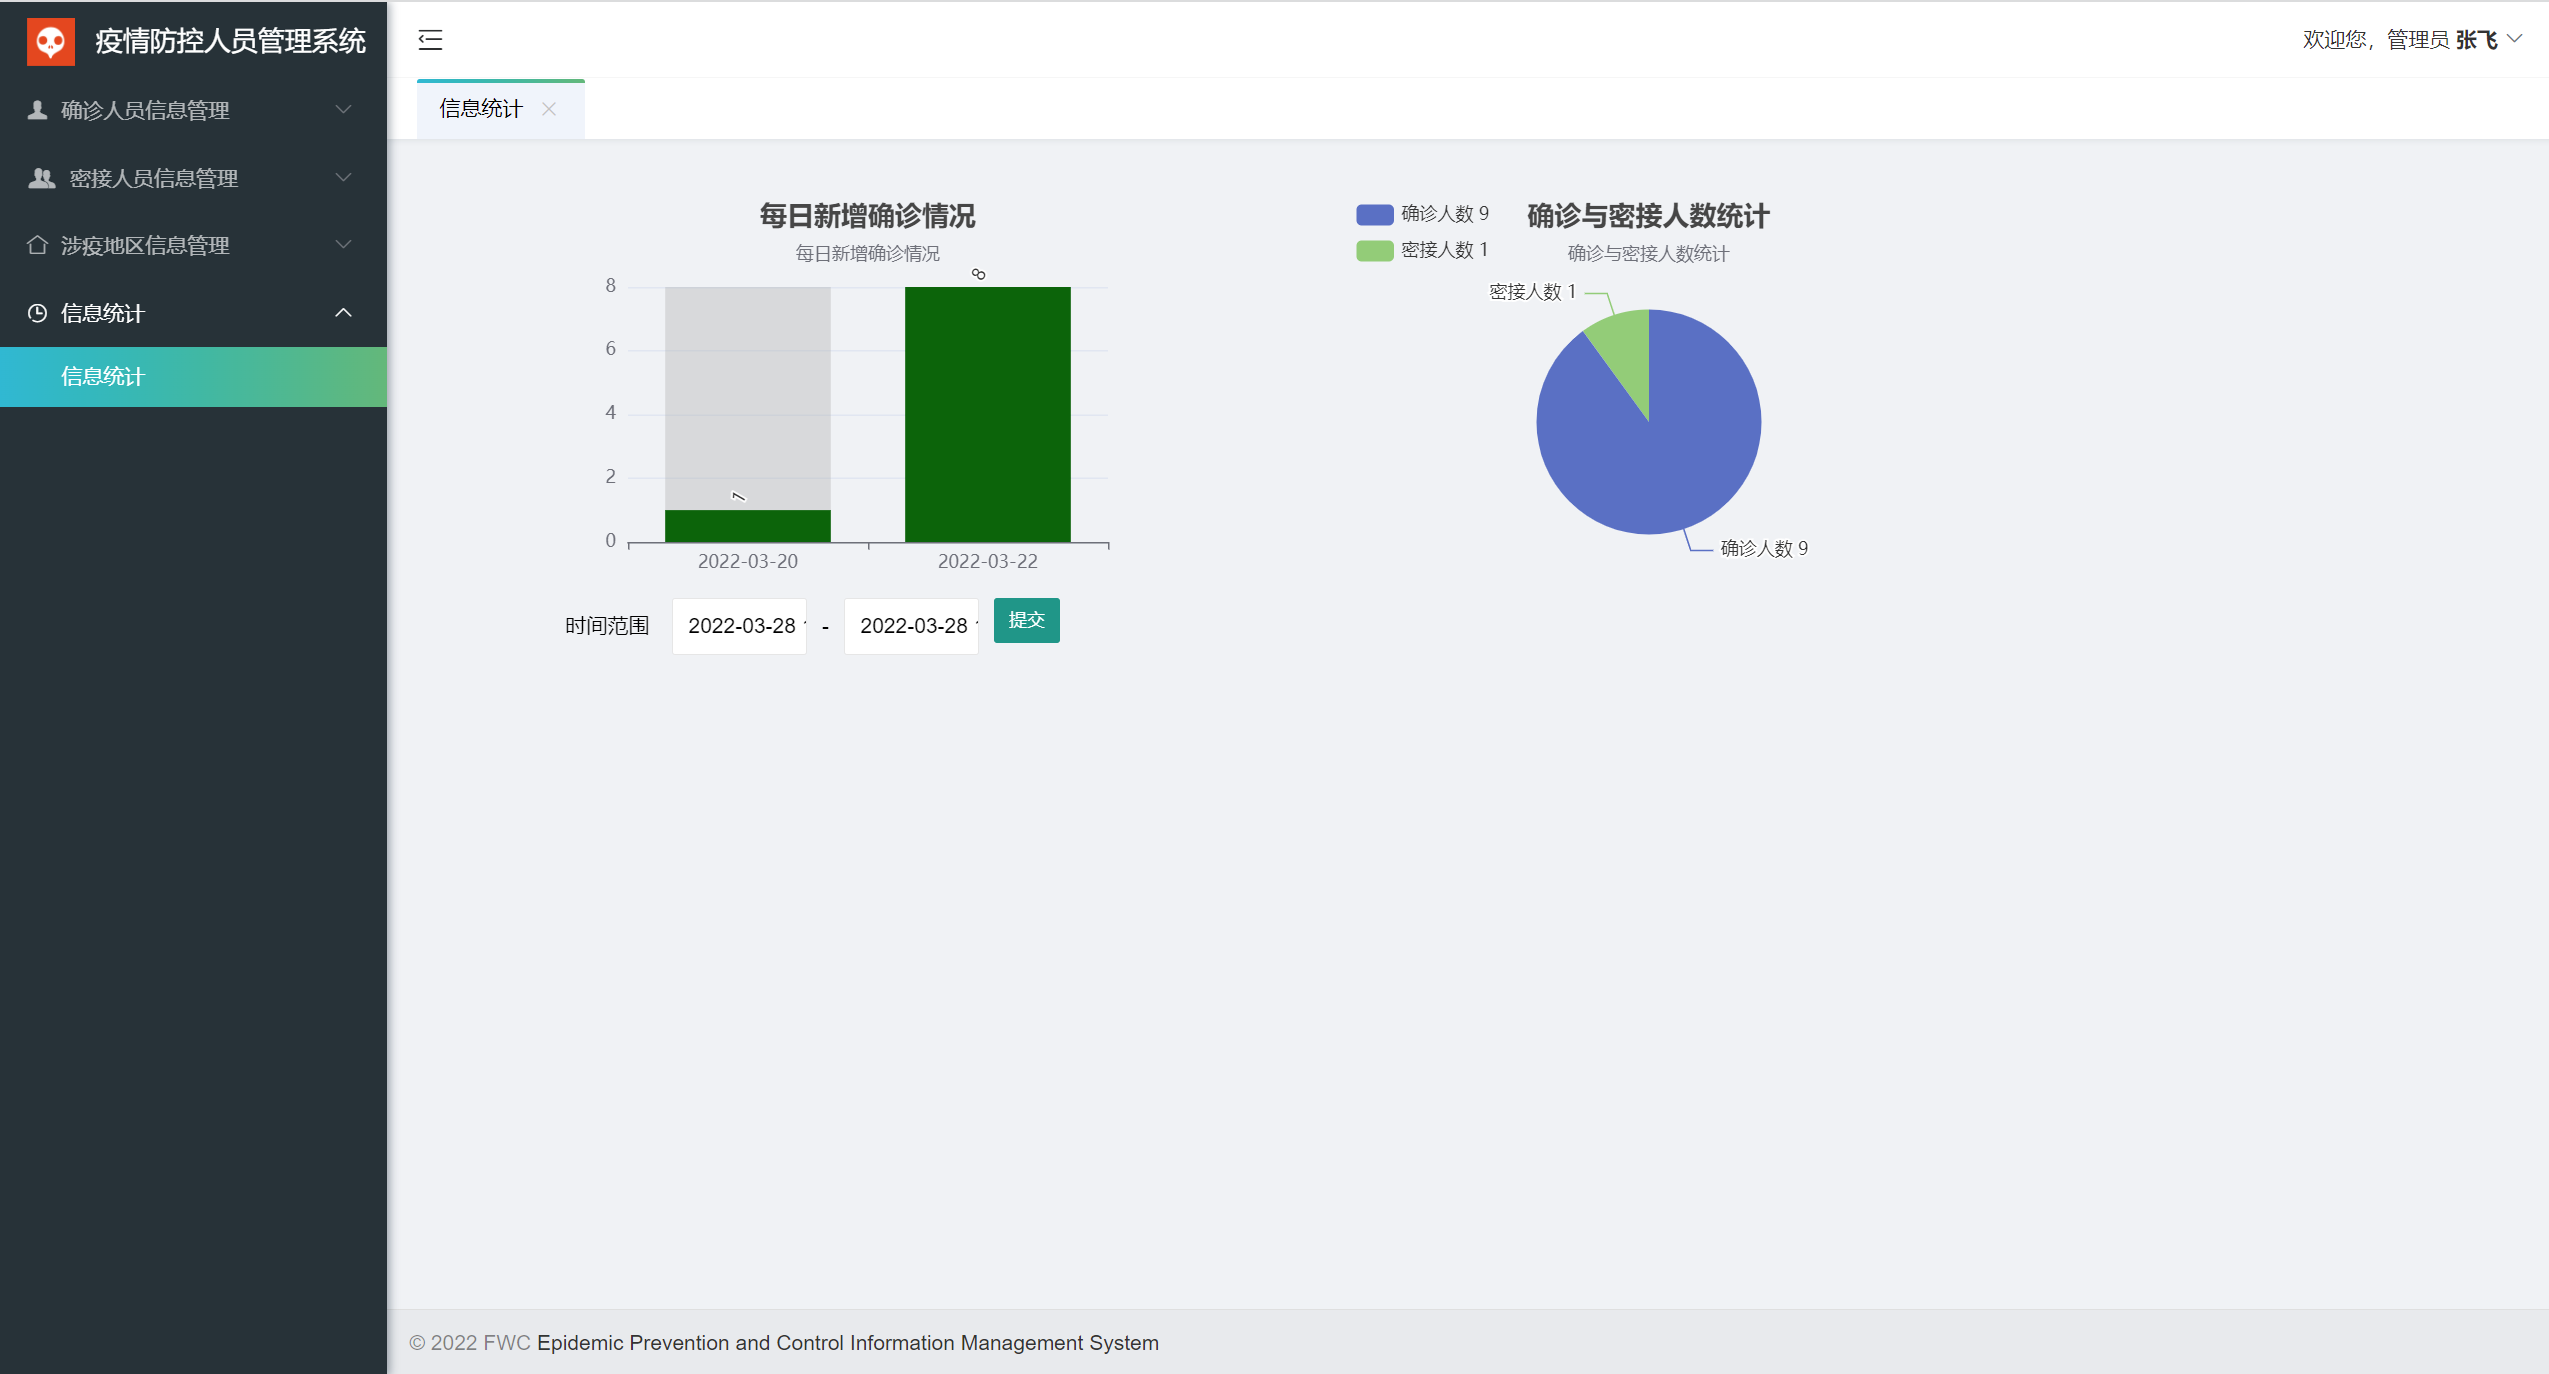 疫情防控人员管理系统
欢迎您，管理员 张飞
确诊人员信息管理
密接人员信息管理
涉疫地区信息管理
信息统计
信息统计
信息统计
每日新增确诊情况
每日新增确诊情况
8
6
4
2
0
1
8
2022-03-20
2022-03-22
时间范围
2022-03-28
-
2022-03-28
提交
确诊人数 9
密接人数 1
确诊与密接人数统计
确诊与密接人数统计
密接人数 1
确诊人数 9
© 2022 FWC Epidemic Prevention and Control Information Management System